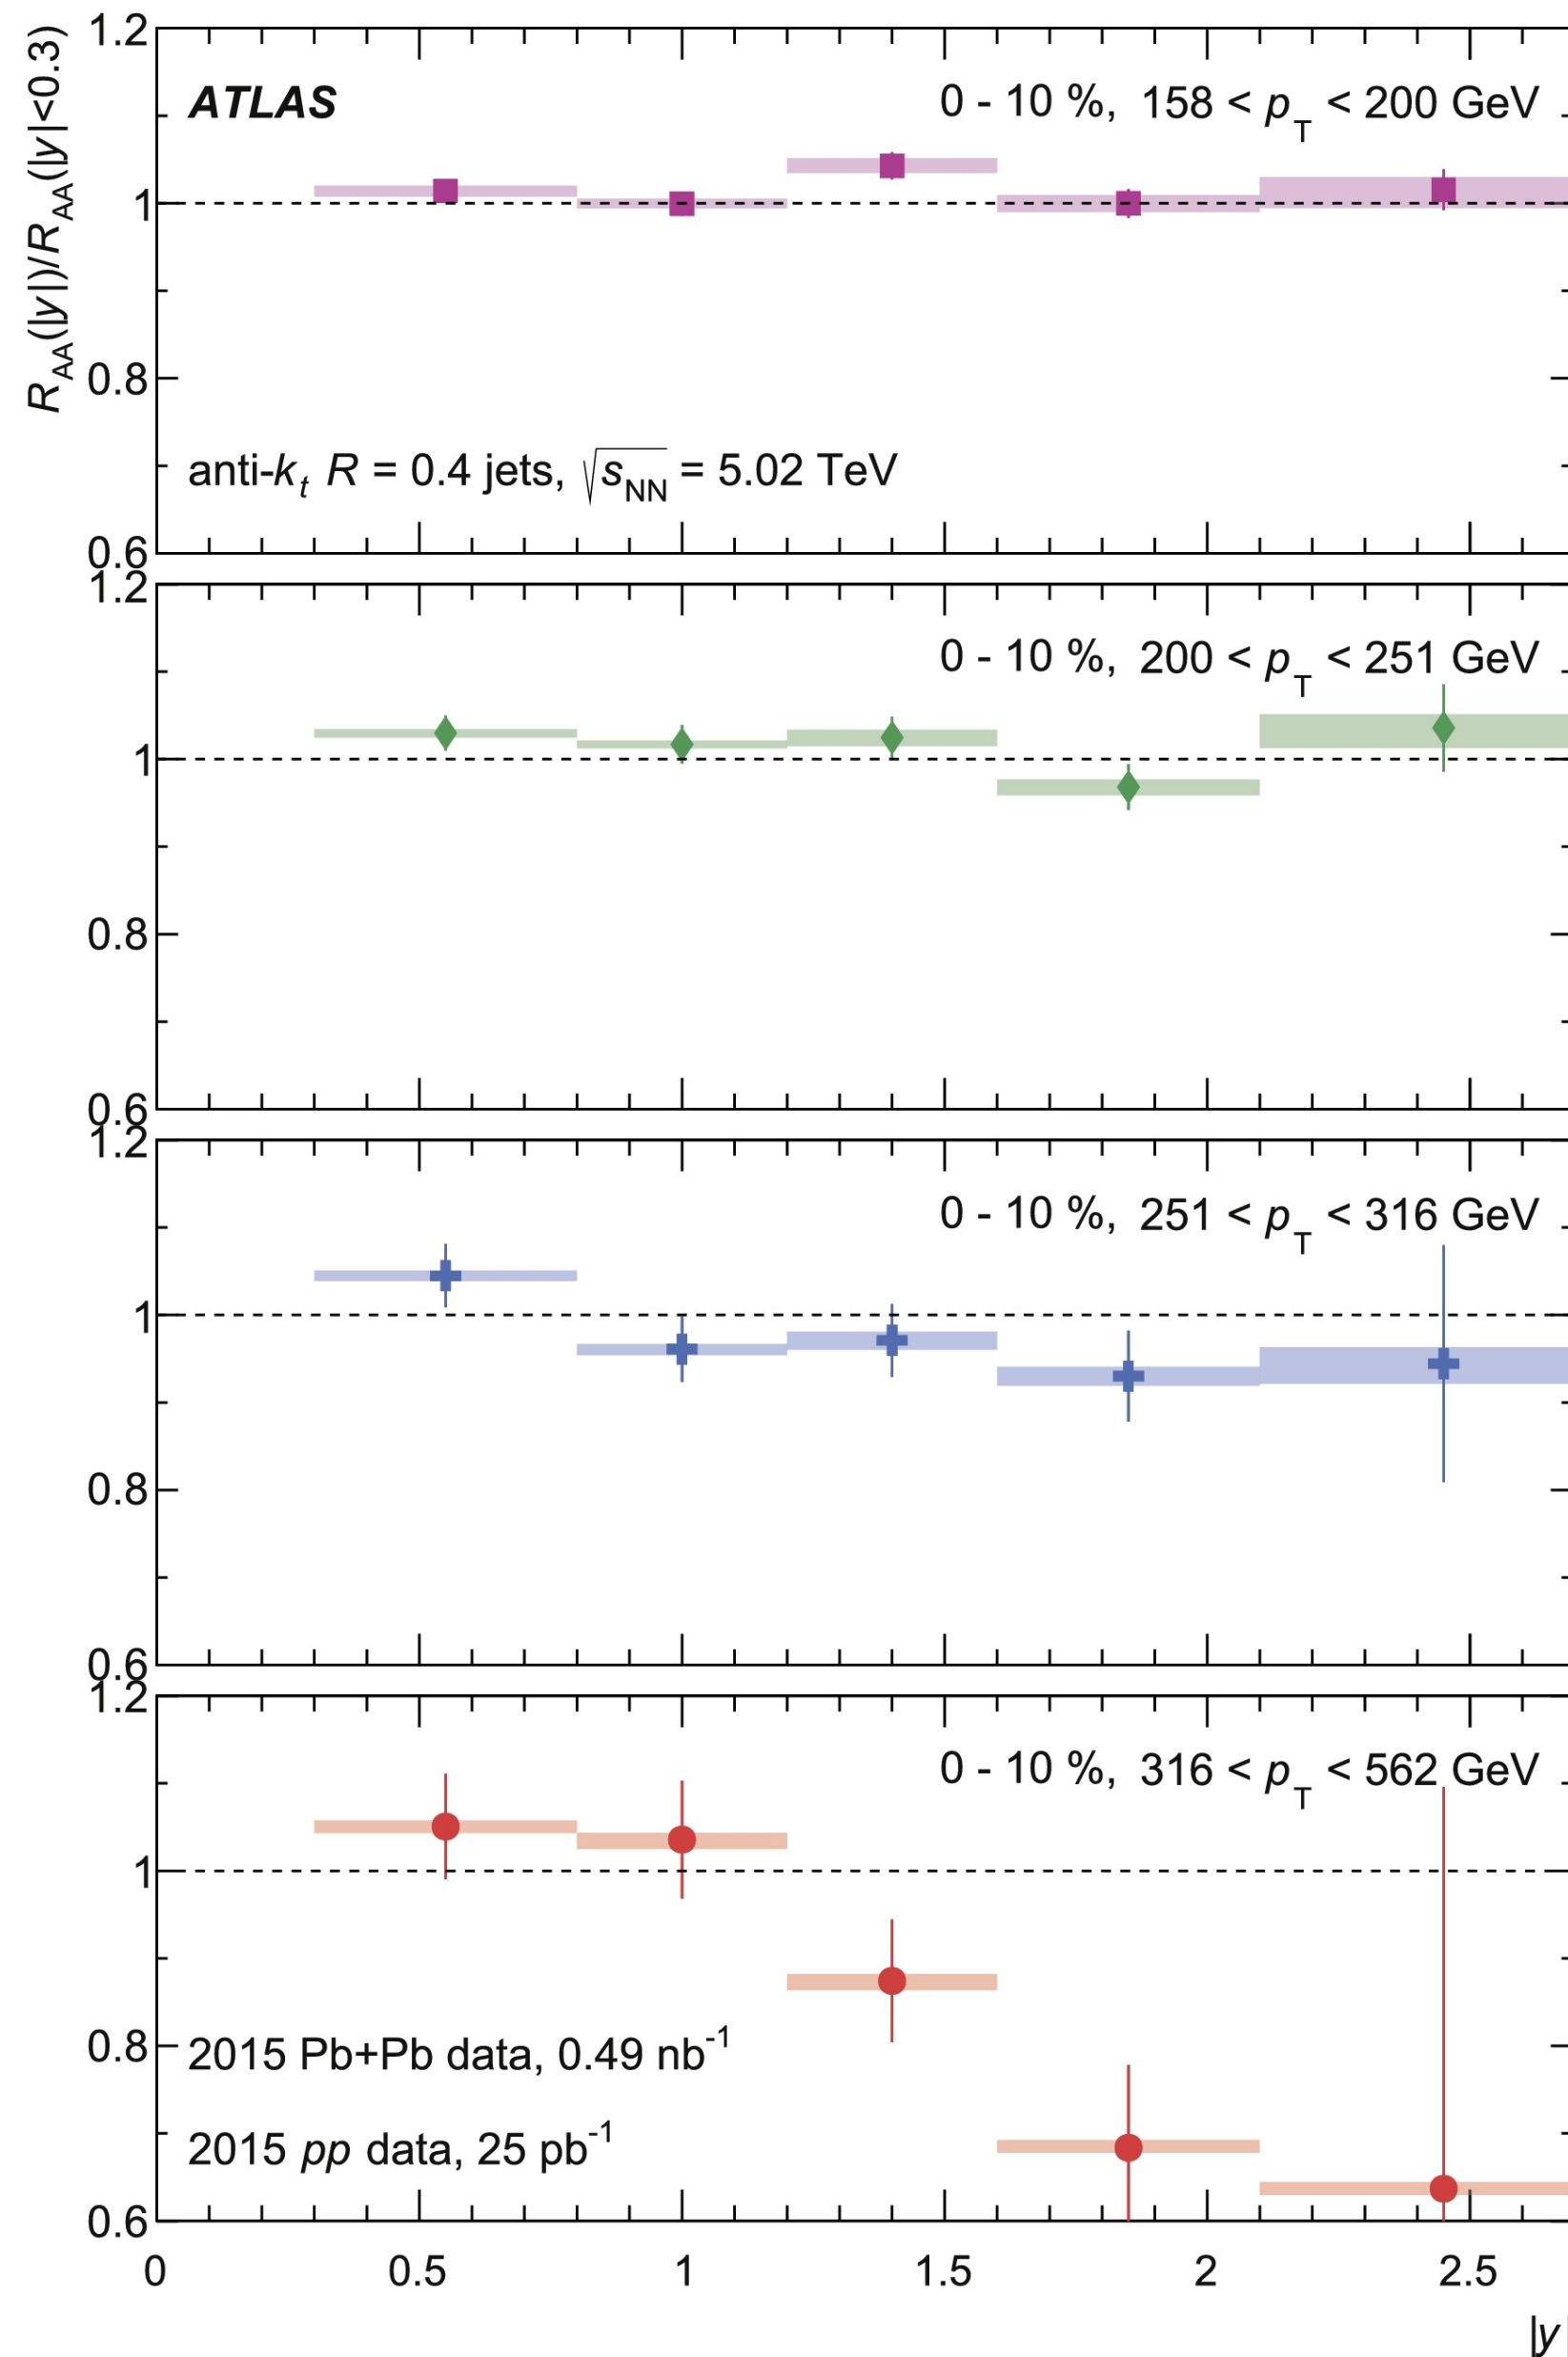 R_AA(|y|)/R_AA(|y|<0.3)
1.2
ATLAS
0 - 10 %, 158 < p_T < 200 GeV
1
0.8
anti-k_t R = 0.4 jets, √s_NN = 5.02 TeV
0.6
1.2
0 - 10 %, 200 < p_T < 251 GeV
1
0.8
0.6
1.2
0 - 10 %, 251 < p_T < 316 GeV
1
0.8
0.6
1.2
0 - 10 %, 316 < p_T < 562 GeV
1
0.8
2015 Pb+Pb data, 0.49 nb⁻¹
2015 pp data, 25 pb⁻¹
0.6
0 0.5 1 1.5 2 2.5
|y|